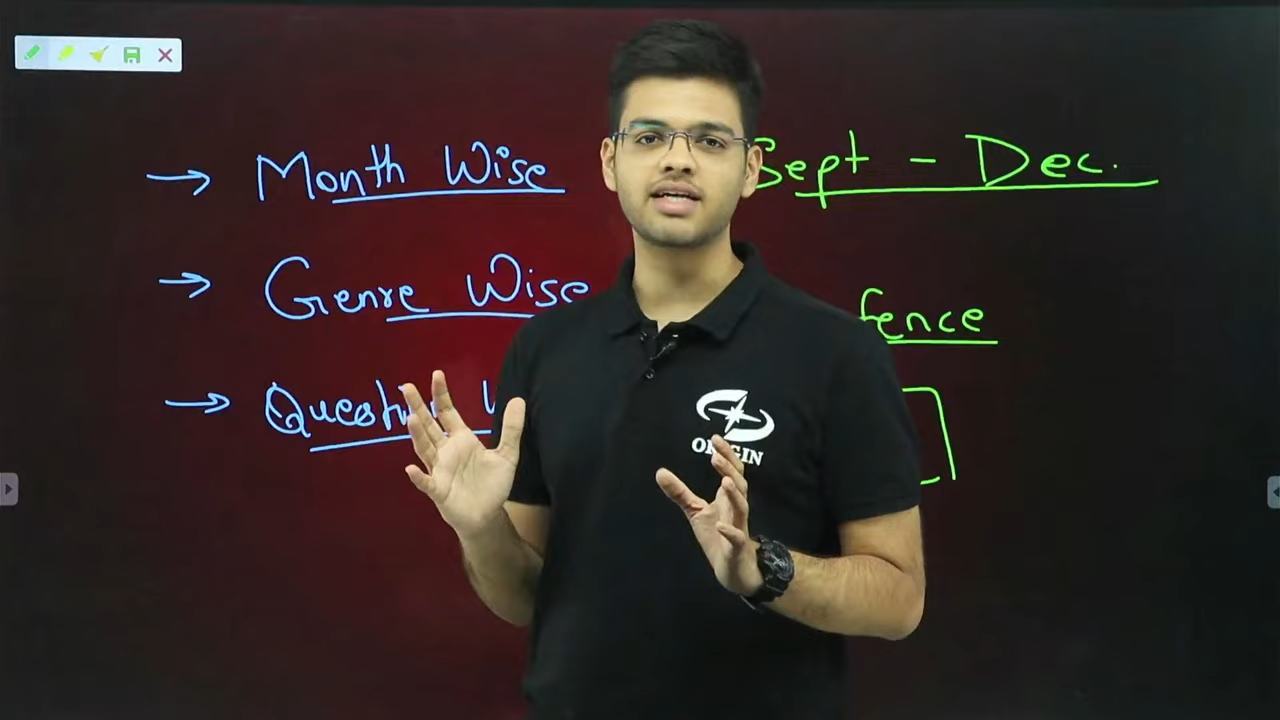 → Month Wise Sept - Dec.
→ Genre Wise fence
→
ORIGIN